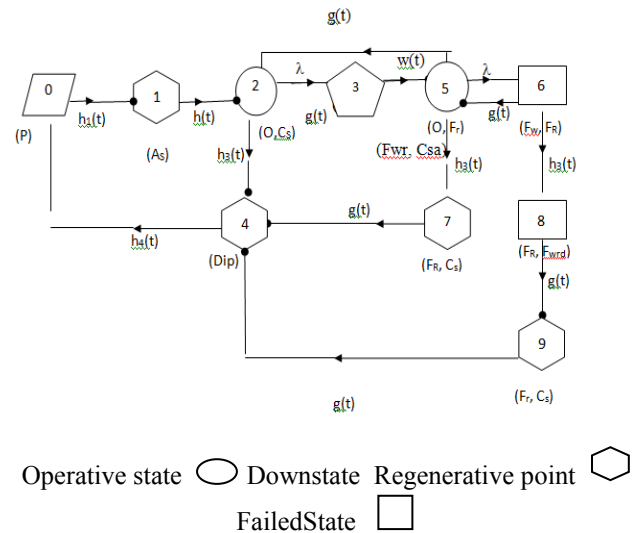 g(t)
w(t)
0
1
h₁(t)
h(t)
2
λ
3
g(t)
5
λ
6
g(t)
(P)
(As)
(O,Cs)
(O, Fr)
(Fw, FR)
h₃(t)
(Fwr, Csa)
h₃(t)
h₃(t)
4
g(t)
7
8
h₄(t)
(Dip)
(FR, Cs)
(FR, Fwrd)
g(t)
9
g(t)
(Fr, Cs)
Operative state Downstate Regenerative point
FailedState